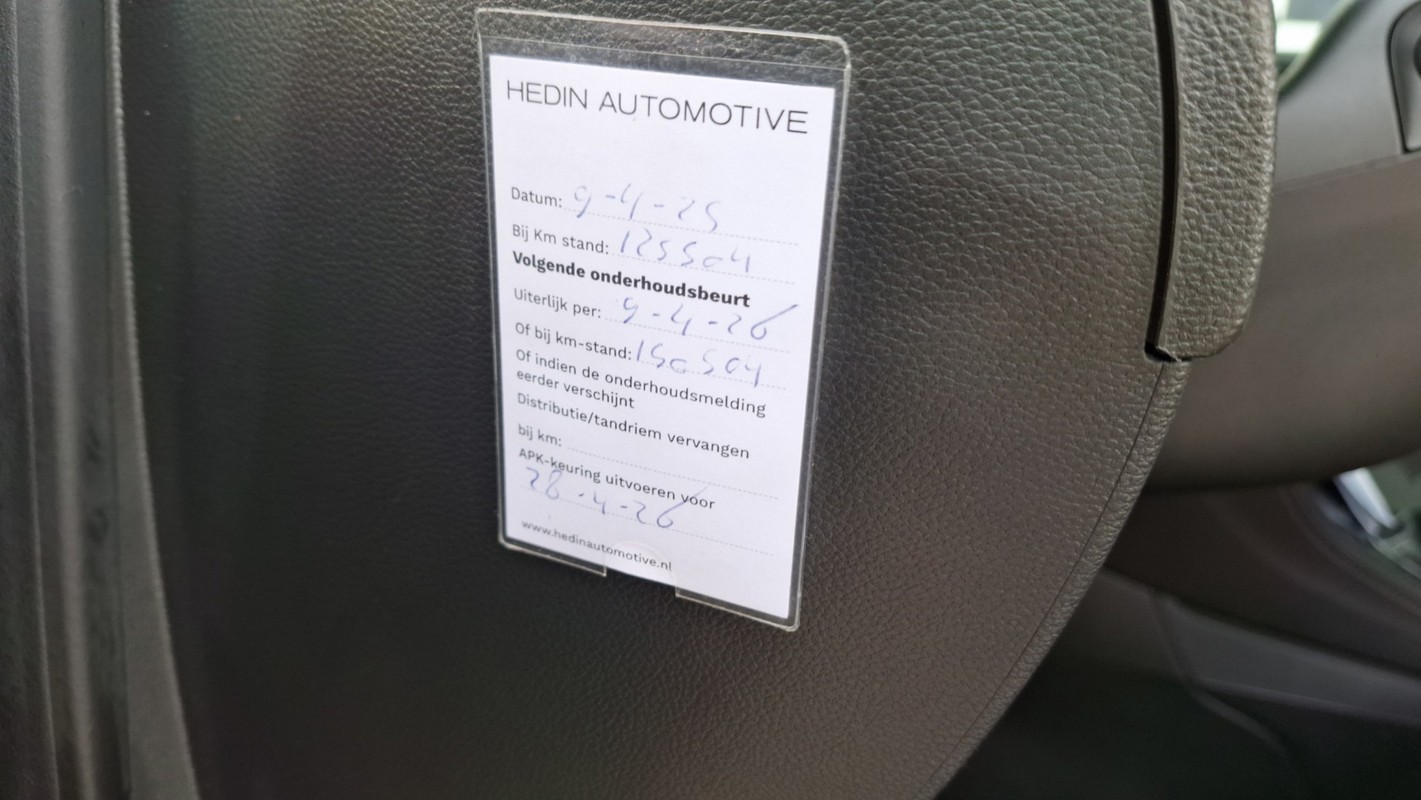 HEDIN AUTOMOTIVE
Datum: 9-4-25
Bij Km stand: 125504
Volgende onderhoudsbeurt
Uiterlijk per: 9-4-26
Of bij km-stand: 150504
Of indien de onderhoudsmelding
eerder verschijnt
Distributie/tandriem vervangen
bij km:
APK-keuring uitvoeren voor
28-4-26
www.hedinautomotive.nl